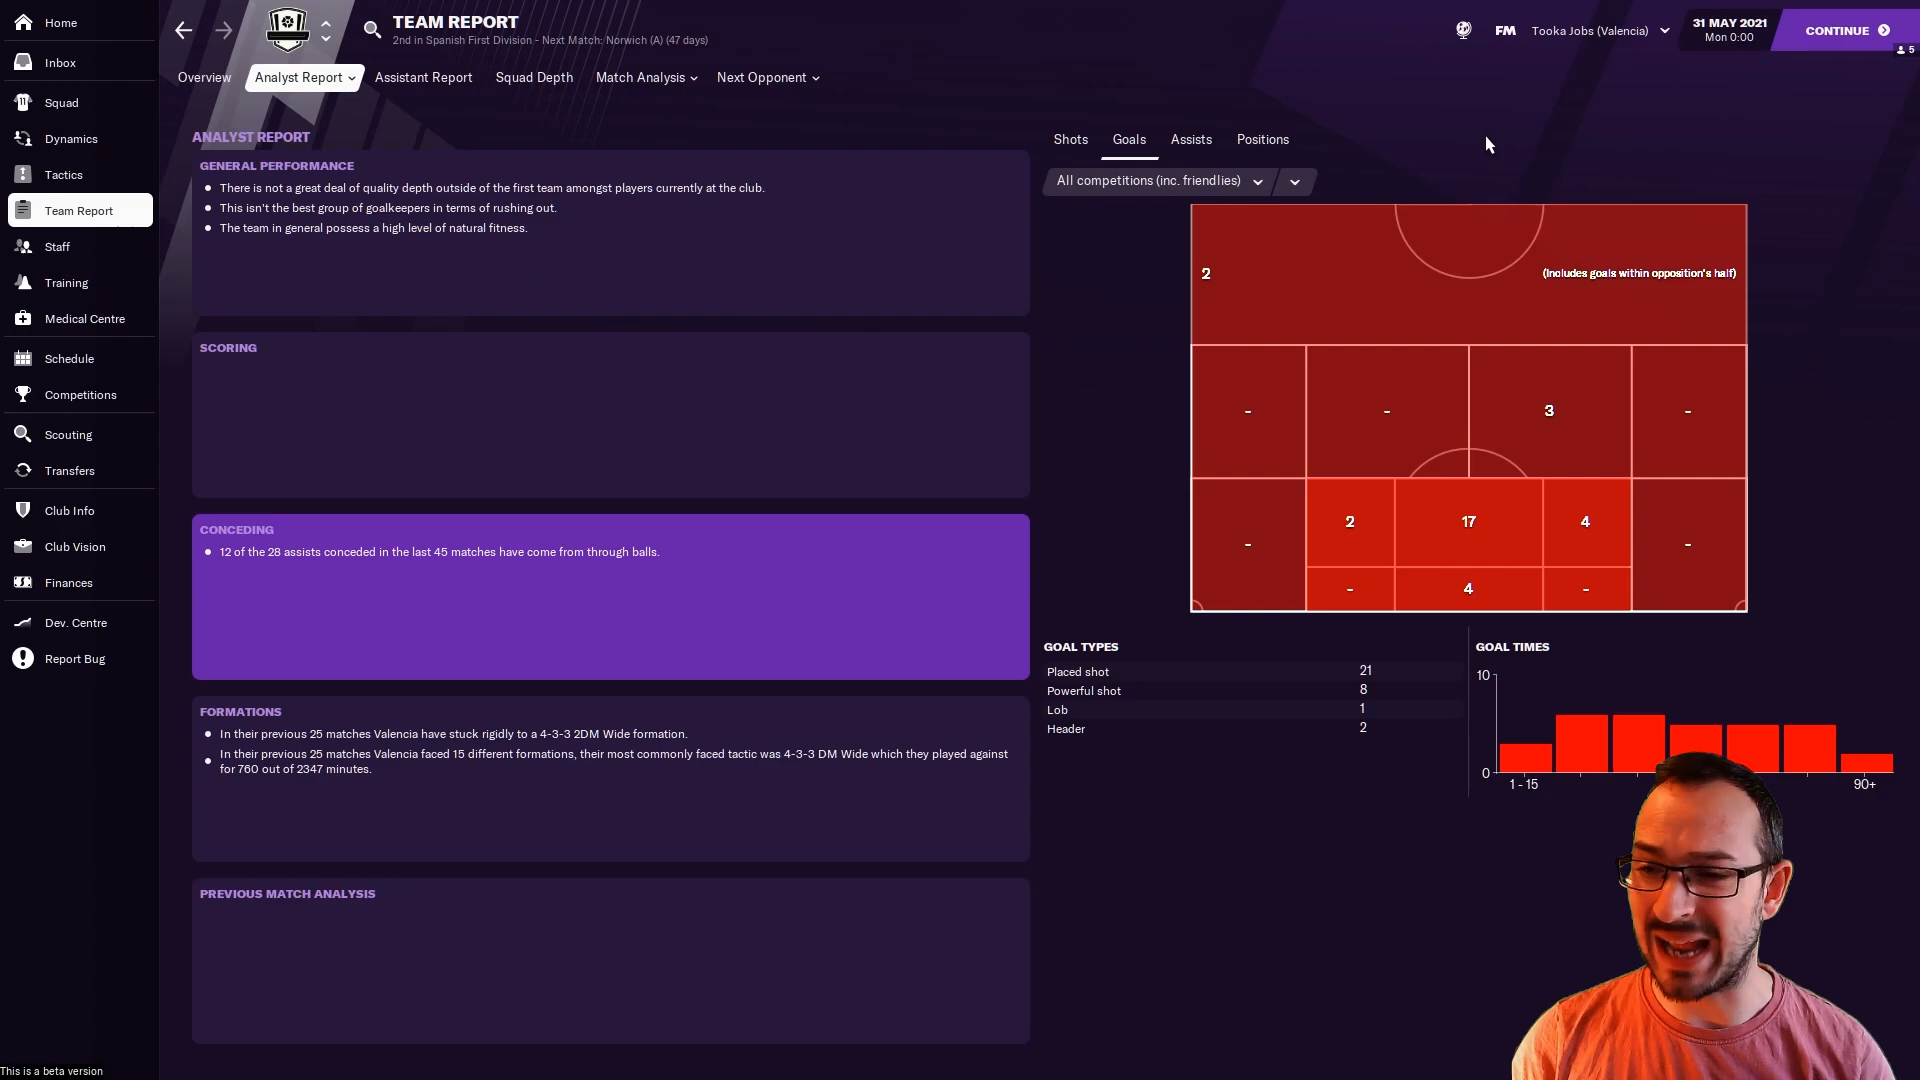 Home
Inbox
Squad
Dynamics
Tactics
Team Report
Staff
Training
Medical Centre
Schedule
Competitions
Scouting
Transfers
Club Info
Club Vision
Finances
Dev. Centre
Report Bug
This is a beta version
TEAM REPORT
2nd in Spanish First Division - Next Match: Norwich (A) (47 days)
FM
Tooka Jobs (Valencia)
31 MAY 2021
Mon 0:00
CONTINUE
5
Overview
Analyst Report
Assistant Report
Squad Depth
Match Analysis
Next Opponent
ANALYST REPORT
GENERAL PERFORMANCE
There is not a great deal of quality depth outside of the first team amongst players currently at the club.
This isn't the best group of goalkeepers in terms of rushing out.
The team in general possess a high level of natural fitness.
SCORING
CONCEDING
12 of the 28 assists conceded in the last 45 matches have come from through balls.
FORMATIONS
In their previous 25 matches Valencia have stuck rigidly to a 4-3-3 2DM Wide formation.
In their previous 25 matches Valencia faced 15 different formations, their most commonly faced tactic was 4-3-3 DM Wide which they played against
for 760 out of 2347 minutes.
PREVIOUS MATCH ANALYSIS
Shots
Goals
Assists
Positions
All competitions (inc. friendlies)
2
(Includes goals within opposition's half)
- - 3 -
- 2 17 4 -
- 4 -
GOAL TYPES
Placed shot 21
Powerful shot 8
Lob 1
Header 2
GOAL TIMES
10
0
1 - 15
90+